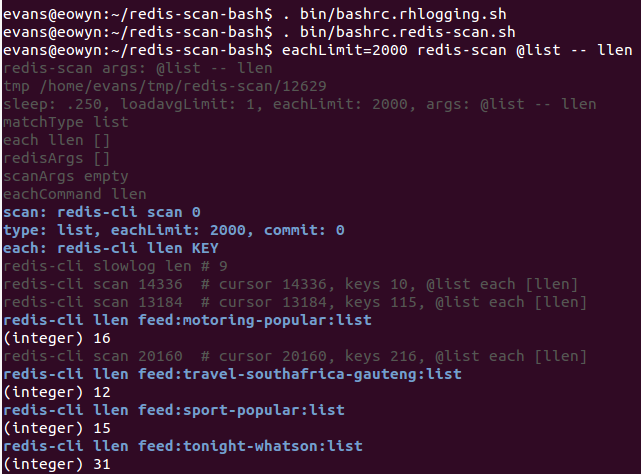 evans@eowyn:~/redis-scan-bash$ . bin/bashrc.rhlogging.sh
evans@eowyn:~/redis-scan-bash$ . bin/bashrc.redis-scan.sh
evans@eowyn:~/redis-scan-bash$ eachLimit=2000 redis-scan @list -- llen
redis-scan args: @list -- llen
tmp /home/evans/tmp/redis-scan/12629
sleep: .250, loadavgLimit: 1, eachLimit: 2000, args: @list -- llen
matchType list
each llen []
redisArgs []
scanArgs empty
eachCommand llen
scan: redis-cli scan 0
type: list, eachLimit: 2000, commit: 0
each: redis-cli llen KEY
redis-cli slowlog len # 9
redis-cli scan 14336  # cursor 14336, keys 10, @list each [llen]
redis-cli scan 13184  # cursor 13184, keys 115, @list each [llen]
redis-cli llen feed:motoring-popular:list
(integer) 16
redis-cli scan 20160  # cursor 20160, keys 216, @list each [llen]
redis-cli llen feed:travel-southafrica-gauteng:list
(integer) 12
redis-cli llen feed:sport-popular:list
(integer) 15
redis-cli llen feed:tonight-whatson:list
(integer) 31